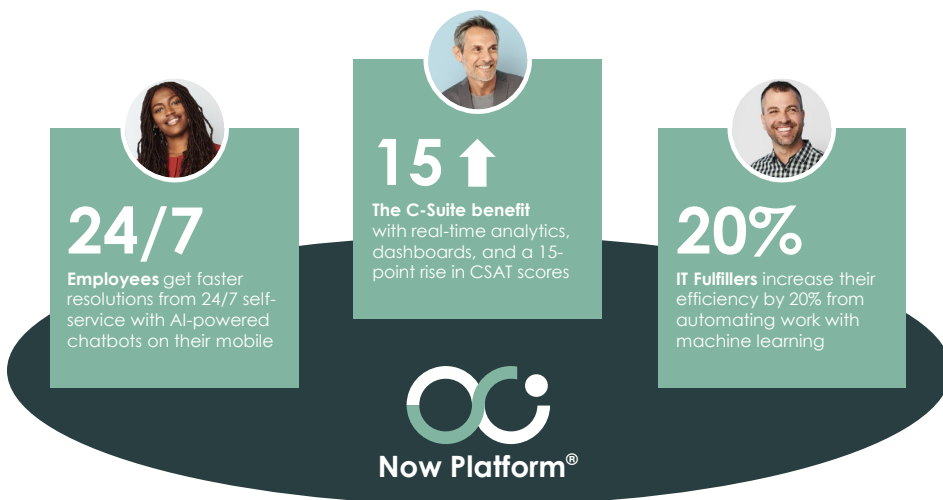 24/7
Employees get faster
resolutions from 24/7 self-
service with AI-powered
chatbots on their mobile
15
The C-Suite benefit
with real-time analytics,
dashboards, and a 15-
point rise in CSAT scores
20%
IT Fulfillers increase their
efficiency by 20% from
automating work with
machine learning
Now Platform®